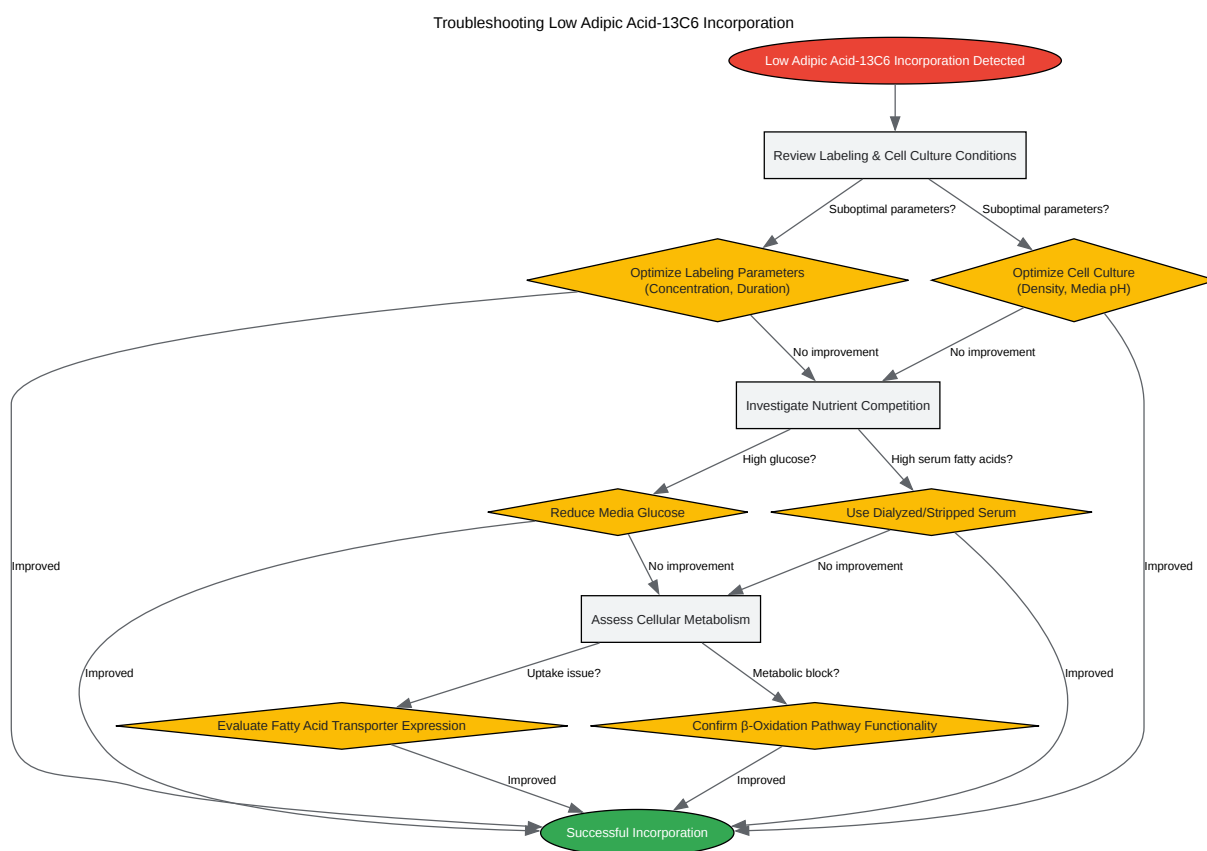 Troubleshooting Low Adipic Acid-13C6 Incorporation
Low Adipic Acid-13C6 Incorporation Detected
Review Labeling & Cell Culture Conditions
Suboptimal parameters?
Suboptimal parameters?
Optimize Labeling Parameters
(Concentration, Duration)
Optimize Cell Culture
(Density, Media pH)
No improvement
No improvement
Investigate Nutrient Competition
High glucose?
High serum fatty acids?
Reduce Media Glucose
Use Dialyzed/Stripped Serum
Improved
No improvement
No improvement
Improved
Assess Cellular Metabolism
Improved
Uptake issue?
Metabolic block?
Improved
Evaluate Fatty Acid Transporter Expression
Confirm β-Oxidation Pathway Functionality
Improved
Improved
Successful Incorporation